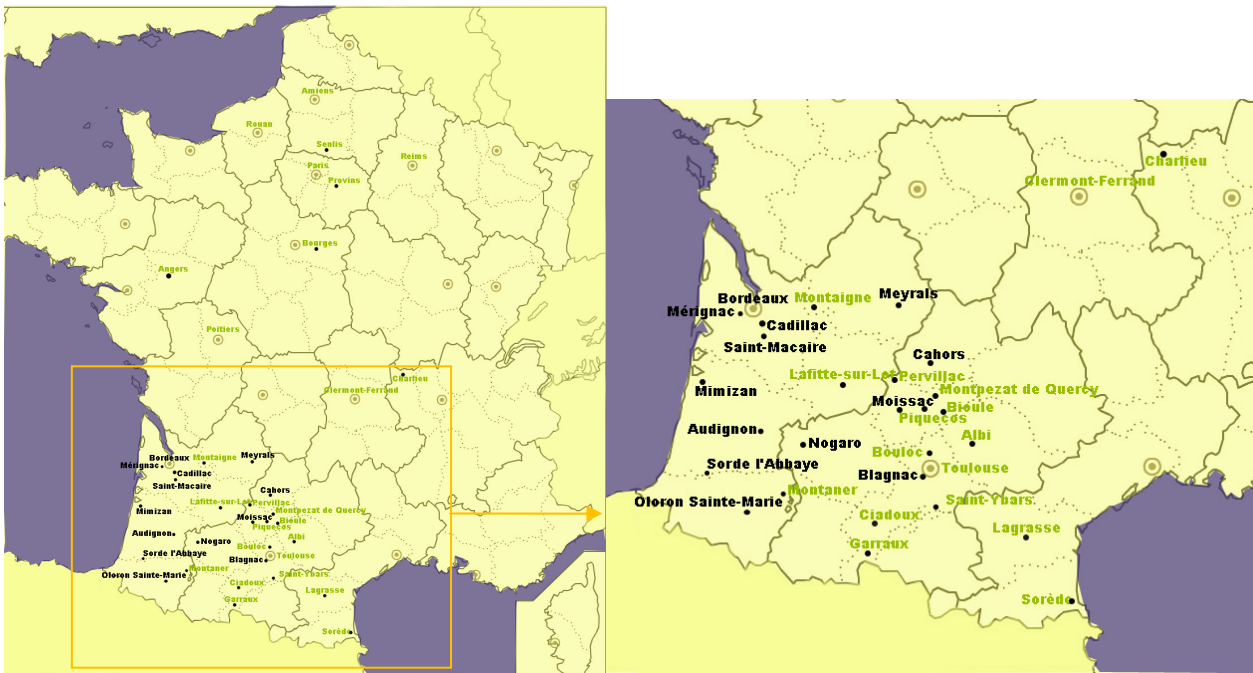 Amiens
Rouan
Senlis
Reims
Paris
Provins
Bourges
Angers
Poitiers
Charlieu
Clermont-Ferrand
Bordeaux
Montaigne
Meyrals
Mérignac
Cadillac
Saint-Macaire
Cahors
Lafitte-sur-Lot
Pervillac
Mimizan
Montpezat de Quercy
Moissac
Bioule
Piquecos
Audignon
Nogaro
Albi
Bouloc
Sorde l'Abbaye
Toulouse
Blagnac
Montaner
Oloron Sainte-Marie
Saint-Ybars
Ciadoux
Lagrasse
Garraux
Sorède
Charlieu
Clermont-Ferrand
Bordeaux
Montaigne
Meyrals
Mérignac
Cadillac
Saint-Macaire
Cahors
Lafitte-sur-Lot
Pervillac
Mimizan
Montpezat de Quercy
Moissac
Bioule
Piquecos
Audignon
Nogaro
Albi
Bouloc
Sorde l'Abbaye
Toulouse
Blagnac
Montaner
Oloron Sainte-Marie
Saint-Ybars
Ciadoux
Lagrasse
Garraux
Sorède